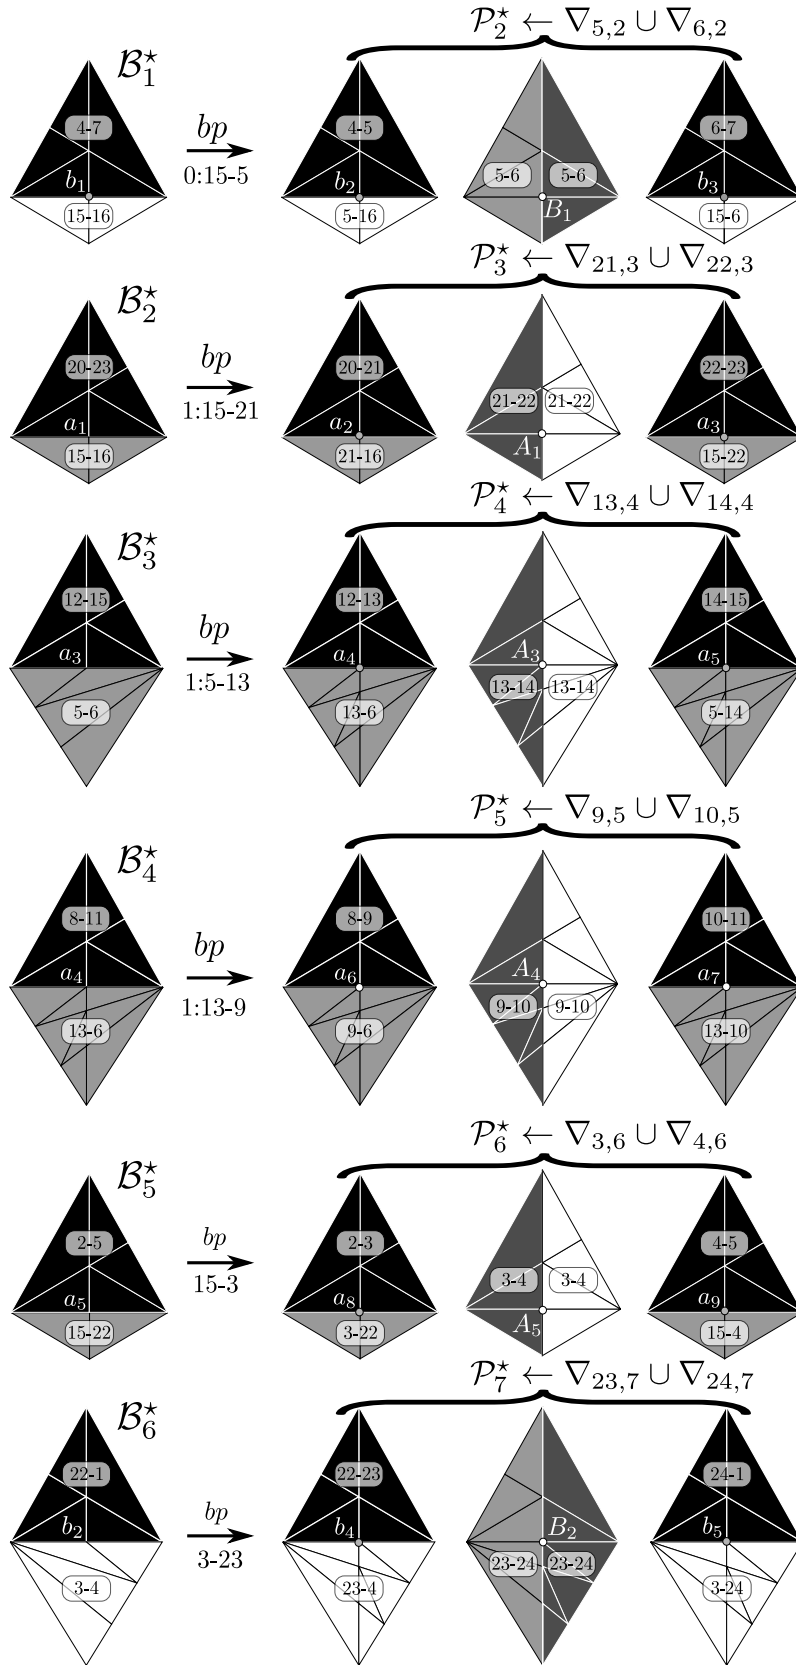 𝒫₂⋆ ← ∇₅,₂ ∪ ∇₆,₂
ℬ₁⋆
4-7 bp 4-5 5-6 5-6 6-7
0:15-5
b₁ b₂ B₁ b₃
15-16 5-16 15-6
𝒫₃⋆ ← ∇₂₁,₃ ∪ ∇₂₂,₃
ℬ₂⋆
20-23 bp 20-21 21-22 21-22 22-23
1:15-21
a₁ a₂ A₁ a₃
15-16 21-16 15-22
𝒫₄⋆ ← ∇₁₃,₄ ∪ ∇₁₄,₄
ℬ₃⋆
12-15 bp 12-13 14-15
1:5-13
a₃ a₄ A₃ a₅
5-6 13-6 13-14 13-14 5-14
𝒫₅⋆ ← ∇₉,₅ ∪ ∇₁₀,₅
ℬ₄⋆
8-11 bp 8-9 10-11
1:13-9
a₄ a₆ A₄ a₇
13-6 9-6 9-10 9-10 13-10
𝒫₆⋆ ← ∇₃,₆ ∪ ∇₄,₆
ℬ₅⋆
2-5 bp 2-3 3-4 3-4 4-5
15-3
a₅ a₈ A₅ a₉
15-22 3-22 15-4
𝒫₇⋆ ← ∇₂₃,₇ ∪ ∇₂₄,₇
ℬ₆⋆
22-1 bp 22-23 24-1
3-23
b₂ b₄ B₂ b₅
3-4 23-4 23-24 23-24 3-24